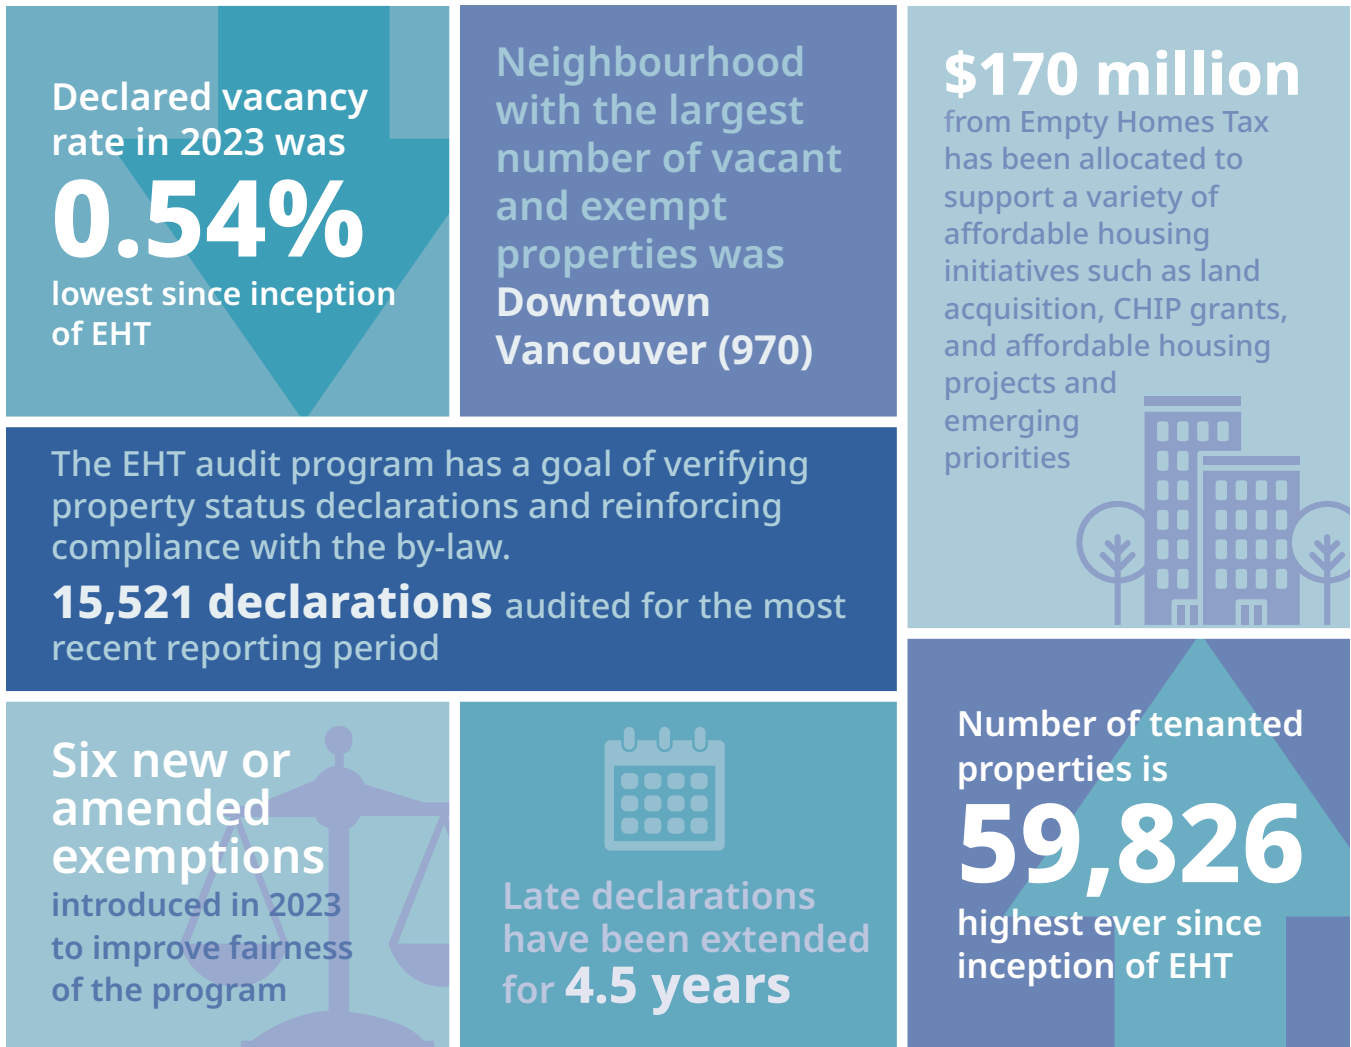 Declared vacancy
rate in 2023 was
0.54%
lowest since inception
of EHT
Neighbourhood
with the largest
number of vacant
and exempt
properties was
Downtown
Vancouver (970)
$170 million
from Empty Homes Tax
has been allocated to
support a variety of
affordable housing
initiatives such as land
acquisition, CHIP grants,
and affordable housing
projects and
emerging
priorities
The EHT audit program has a goal of verifying
property status declarations and reinforcing
compliance with the by-law.
15,521 declarations audited for the most
recent reporting period
Six new or
amended
exemptions
introduced in 2023
to improve fairness
of the program
Late declarations
have been extended
for 4.5 years
Number of tenanted
properties is
59,826
highest ever since
inception of EHT